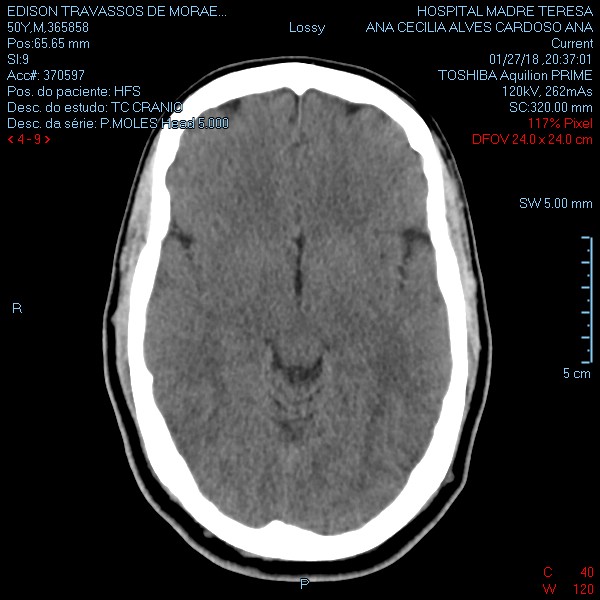 EDISON TRAVASSOS DE MORAE...
50Y,M,365858
Pos:65.65 mm
SI:9
Acc#: 370597
Pos. do paciente: HFS
Desc. do estudo: TC CRANIO
Desc. da série: P.MOLES Head 5.000
< 4 - 9 >
Lossy
HOSPITAL MADRE TERESA
ANA CECILIA ALVES CARDOSO ANA
Current
01/27/18 ,20:37:01
TOSHIBA Aquilion PRIME
120kV, 262mAs
SC:320.00 mm
117% Pixel
DFOV 24.0 x 24.0 cm
SW 5.00 mm
R
5 cm
P
C 40
W 120